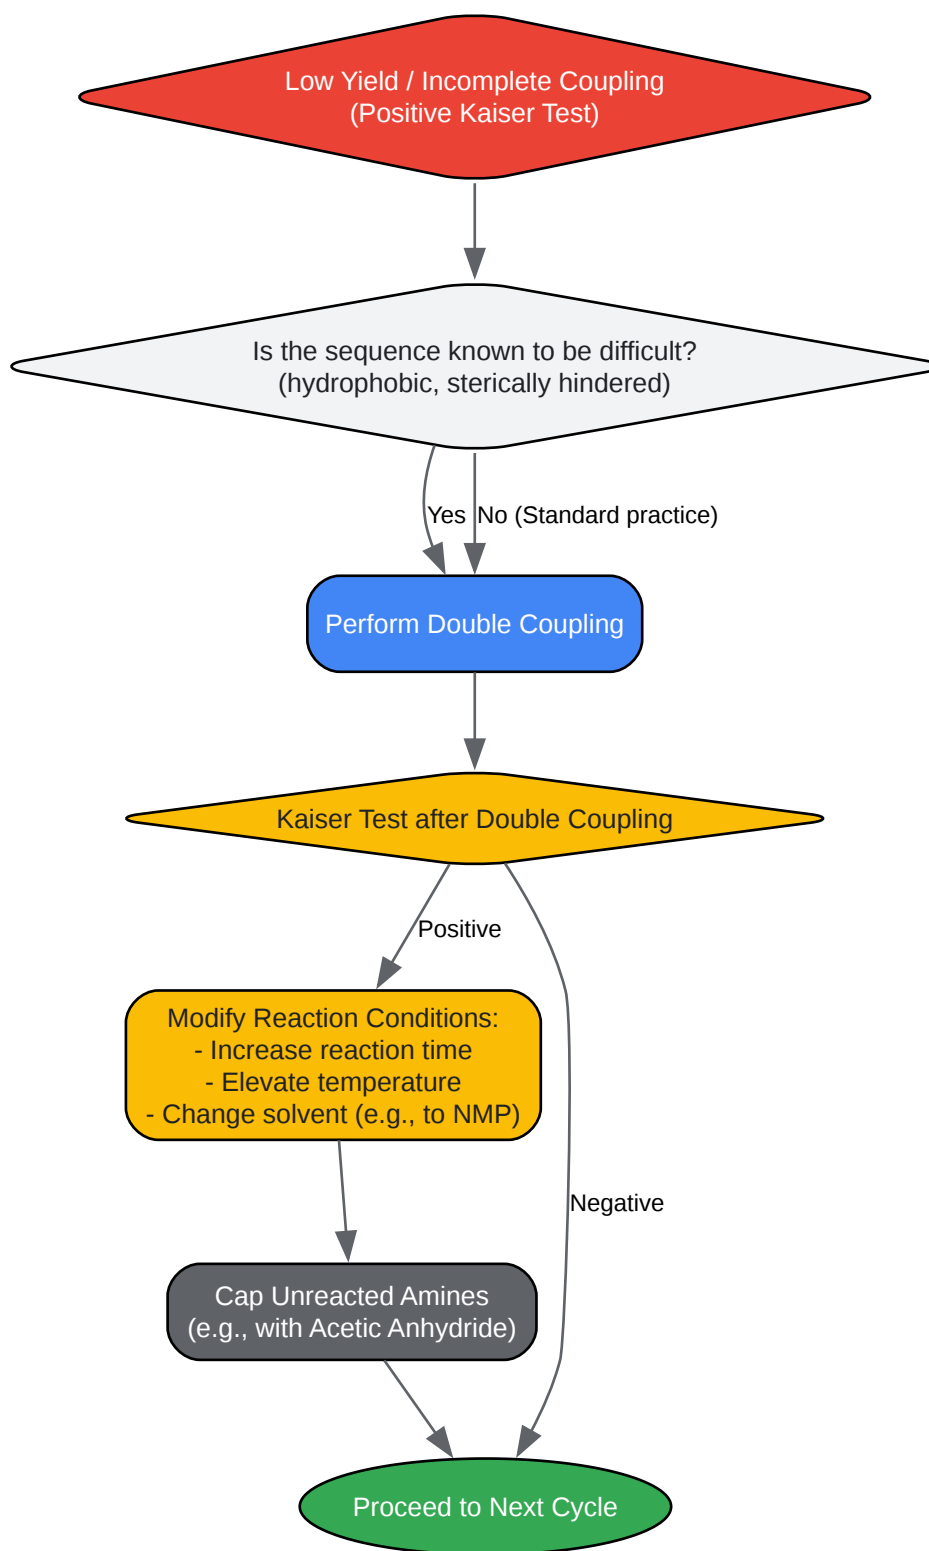 Low Yield / Incomplete Coupling
(Positive Kaiser Test)
Is the sequence known to be difficult?
(hydrophobic, sterically hindered)
Yes
No (Standard practice)
Perform Double Coupling
Kaiser Test after Double Coupling
Positive
Modify Reaction Conditions:
- Increase reaction time
- Elevate temperature
- Change solvent (e.g., to NMP)
Negative
Cap Unreacted Amines
(e.g., with Acetic Anhydride)
Proceed to Next Cycle